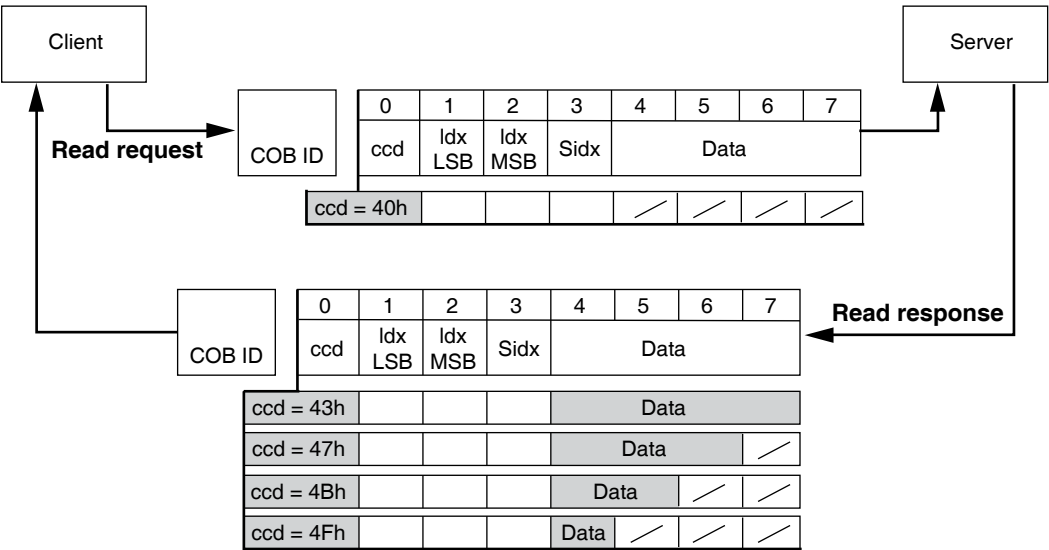 Client
Server
0 1 2 3 4 5 6 7
Read request
COB ID
ccd
Idx
LSB
Idx
MSB
Sidx
Data
ccd = 40h
0 1 2 3 4 5 6 7
Read response
COB ID
ccd
Idx
LSB
Idx
MSB
Sidx
Data
ccd = 43h Data
ccd = 47h Data
ccd = 4Bh Data
ccd = 4Fh Data